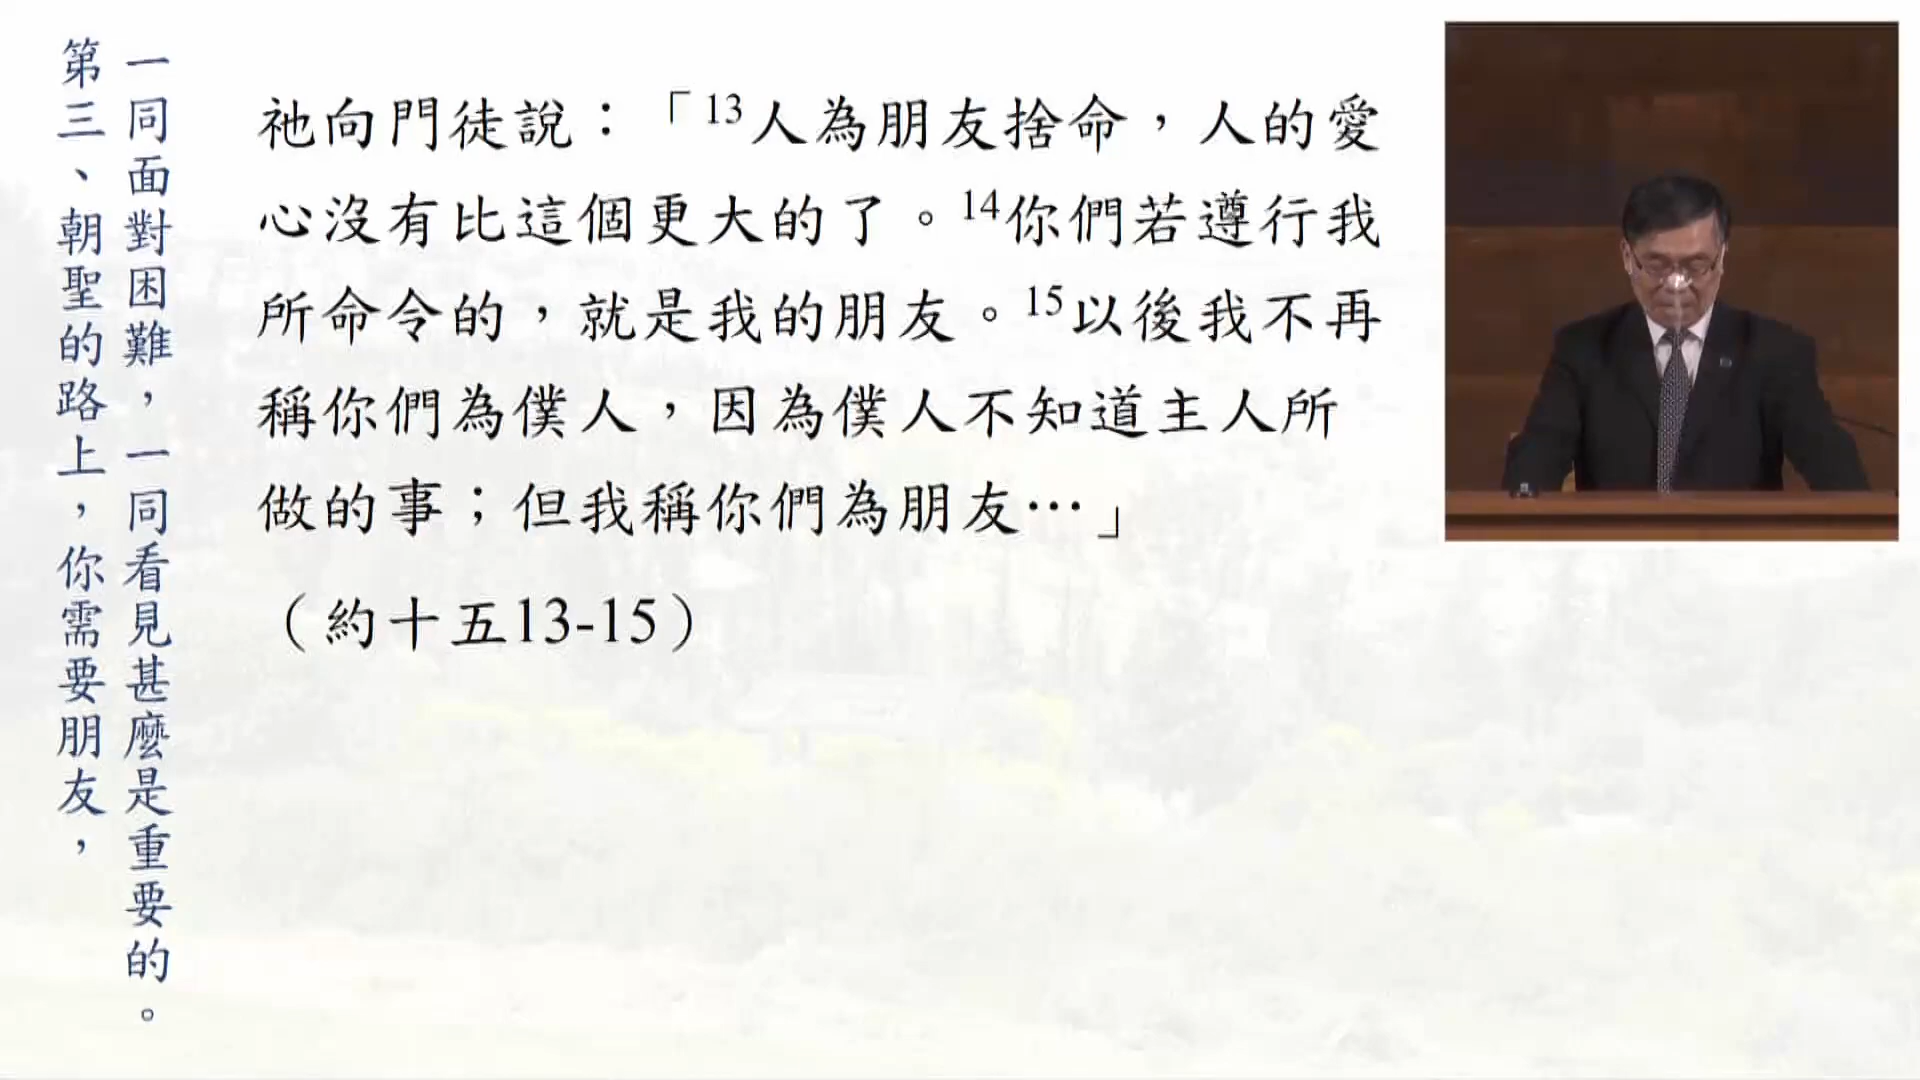 第三、朝聖的路上，你需要朋友，
一同面對困難，一同看見甚麼是重要的。
祂向門徒說：「13人為朋友捨命，人的愛
心沒有比這個更大的了。14你們若遵行我
所命令的，就是我的朋友。15以後我不再
稱你們為僕人，因為僕人不知道主人所
做的事；但我稱你們為朋友…」
（約十五13-15）